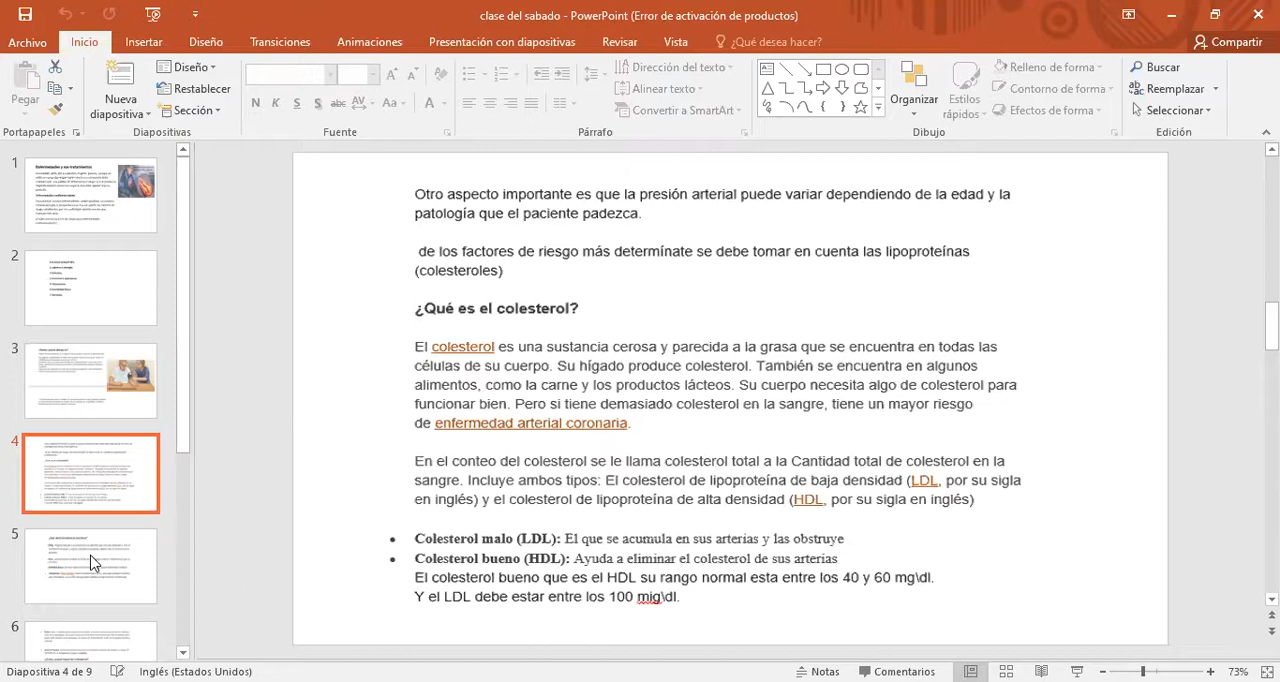 clase del sabado - PowerPoint (Error de activación de productos)
Archivo Inicio Insertar Diseño Transiciones Animaciones Presentación con diapositivas Revisar Vista ¿Qué desea hacer? Compartir
Pegar
Nueva diapositiva
Diseño
Restablecer
Sección
N K S S abc AV Aa A
Dirección del texto
Alinear texto
Convertir a SmartArt
Organizar
Estilos rápidos
Relleno de forma
Contorno de forma
Efectos de forma
Buscar
Reemplazar
Seleccionar
Portapapeles Diapositivas Fuente Párrafo Dibujo Edición
1
2
3
4
5
6
Otro aspecto importante es que la presión arterial puede variar dependiendo de la edad y la
patología que el paciente padezca.
de los factores de riesgo más determínate se debe tomar en cuenta las lipoproteínas
(colesteroles)
¿Qué es el colesterol?
El colesterol es una sustancia cerosa y parecida a la grasa que se encuentra en todas las
células de su cuerpo. Su hígado produce colesterol. También se encuentra en algunos
alimentos, como la carne y los productos lácteos. Su cuerpo necesita algo de colesterol para
funcionar bien. Pero si tiene demasiado colesterol en la sangre, tiene un mayor riesgo
de enfermedad arterial coronaria.
En el conteo del colesterol se le llama colesterol total a la Cantidad total de colesterol en la
sangre. Incluye ambos tipos: El colesterol de lipoproteína de baja densidad (LDL, por su sigla
en inglés) y el colesterol de lipoproteína de alta densidad (HDL, por su sigla en inglés)
• Colesterol malo (LDL): El que se acumula en sus arterias y las obstruye
• Colesterol bueno (HDL): Ayuda a eliminar el colesterol de sus arterias
El colesterol bueno que es el HDL su rango normal esta entre los 40 y 60 mg\dl.
Y el LDL debe estar entre los 100 mig\dl.
Diapositiva 4 de 9 Inglés (Estados Unidos) Notas Comentarios 73%